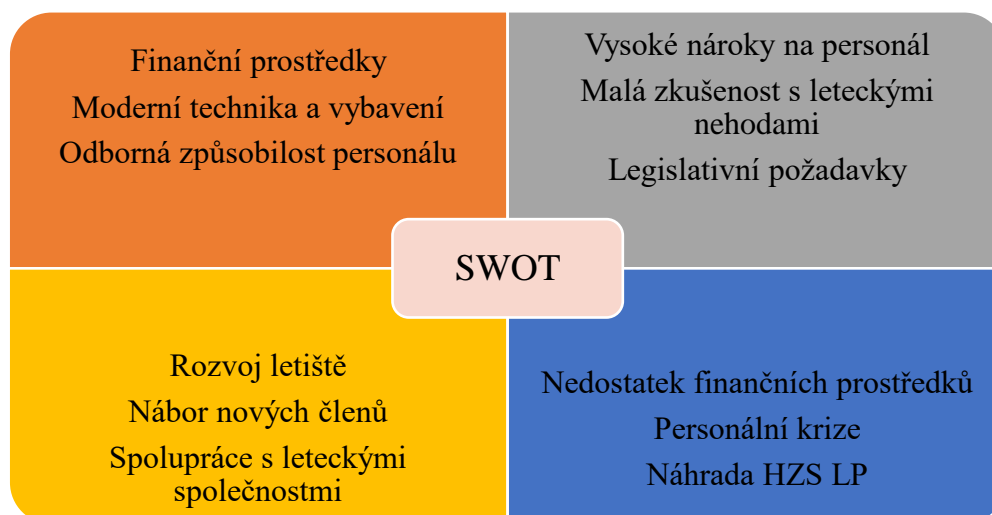 Finanční prostředky
Moderní technika a vybavení
Odborná způsobilost personálu
Vysoké nároky na personál
Malá zkušenost s leteckými
nehodami
Legislativní požadavky
SWOT
Rozvoj letiště
Nábor nových členů
Spolupráce s leteckými
společnostmi
Nedostatek finančních prostředků
Personální krize
Náhrada HZS LP